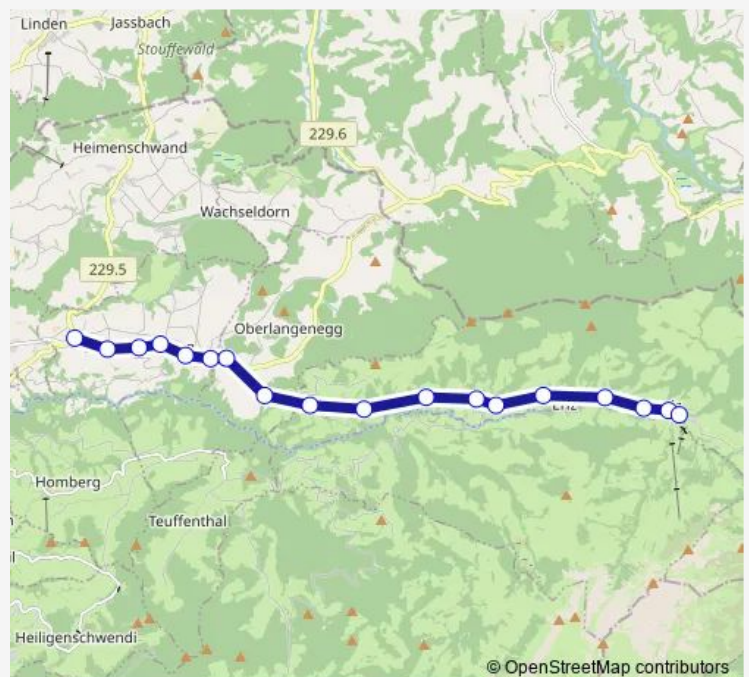 Linden
Jassbach
Stouffewald
229.6
Heimenschwand
Wachseldorn
229.5
Oberlangenegg
Homberg
Teuffenthal
Heiligenschwendi
© OpenStreetMap contributors